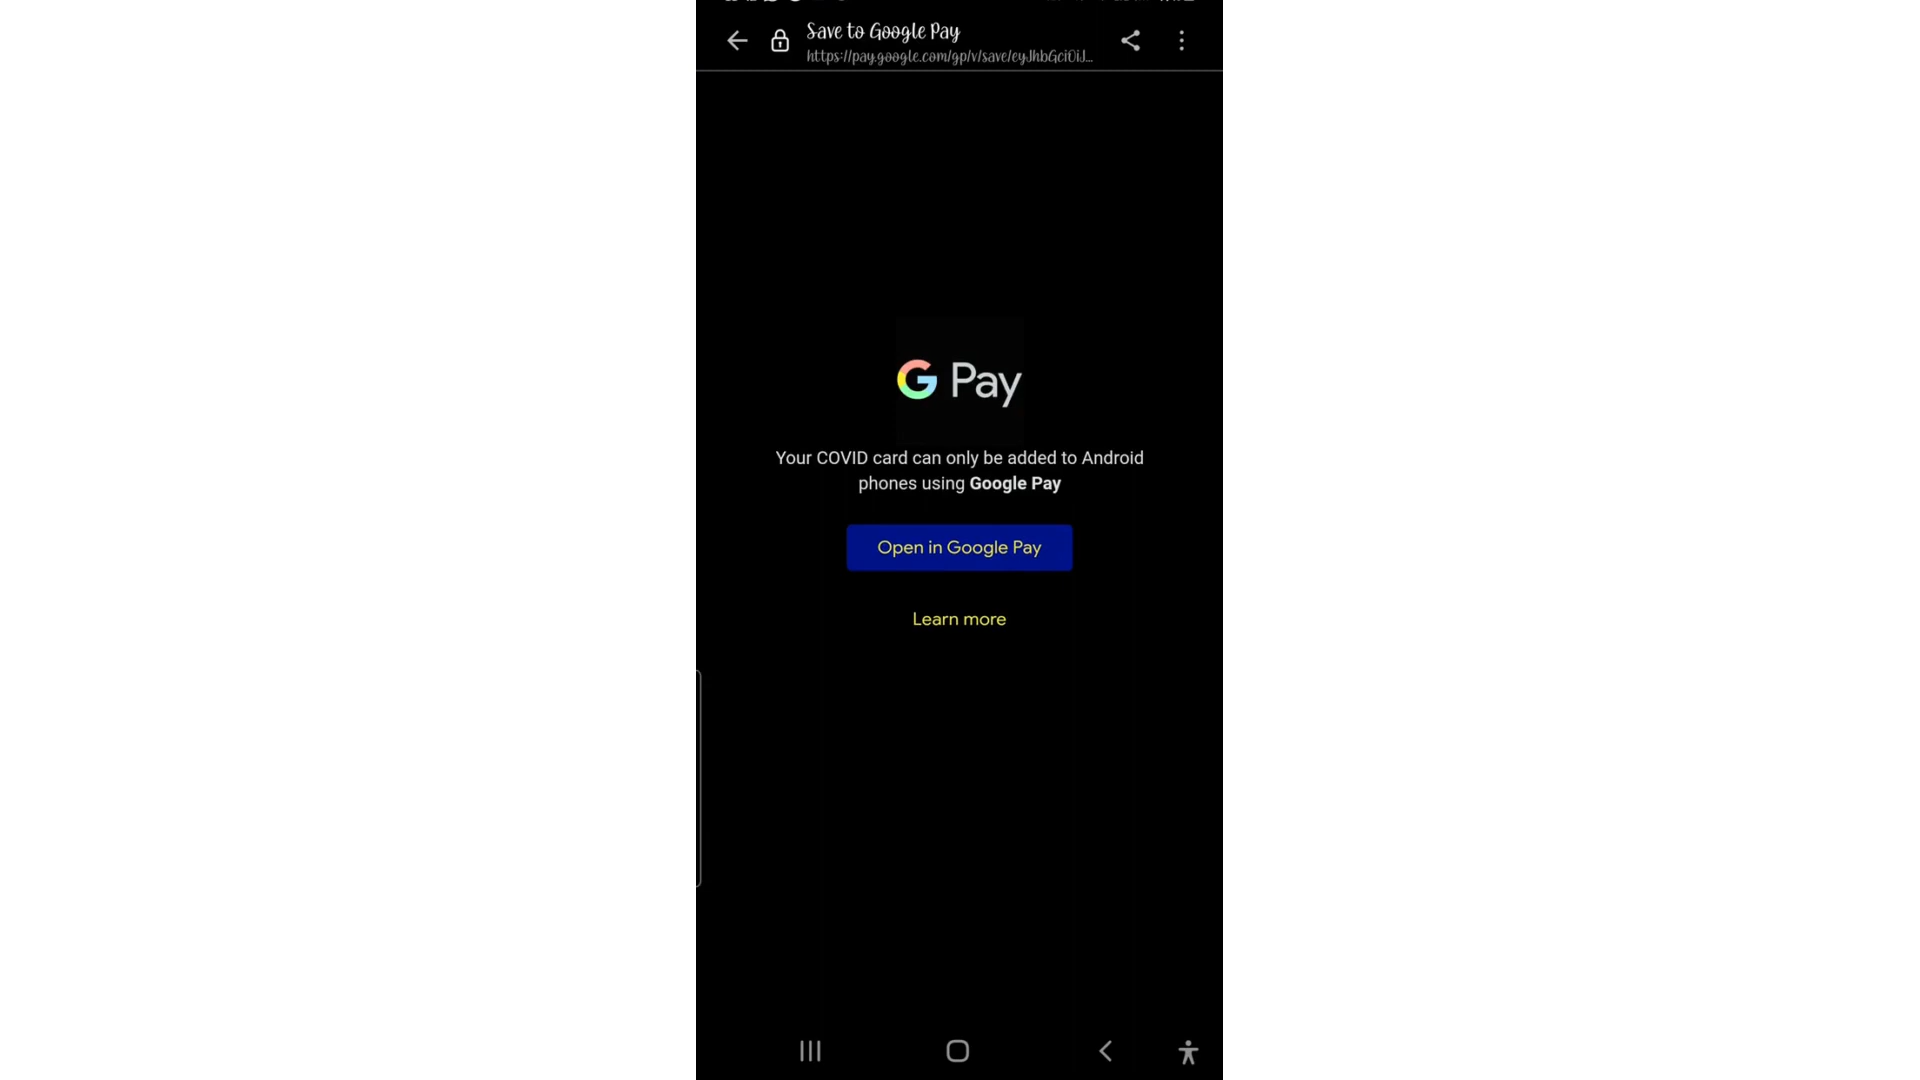 Save to Google Pay
https://pay.google.com/gp/v/save/eyJhbGciOiJ...
G Pay
Your COVID card can only be added to Android
phones using Google Pay
Open in Google Pay
Learn more